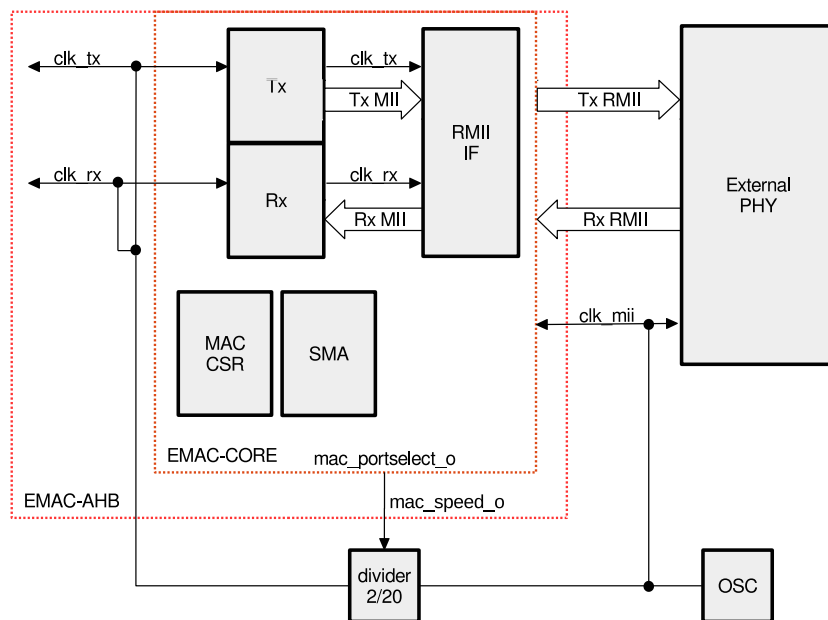 clk_tx
Tx
clk_tx
Tx MII
RMII
IF
Tx RMII
External
PHY
clk_rx
Rx
clk_rx
Rx MII
Rx RMII
MAC
CSR
SMA
clk_mii
EMAC-CORE
mac_portselect_o
EMAC-AHB
mac_speed_o
divider
2/20
OSC